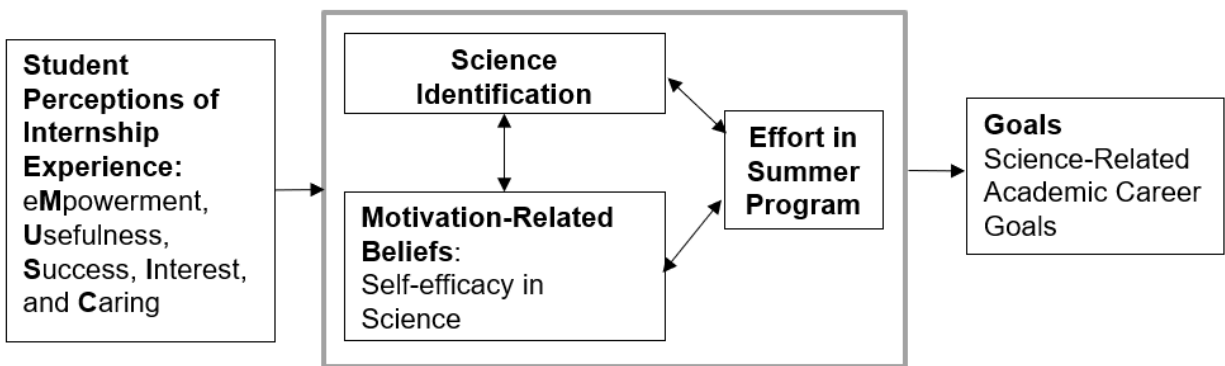 Student
Perceptions of
Internship
Experience:
eMpowerment,
Usefulness,
Success, Interest,
and Caring
Science
Identification
Motivation-Related
Beliefs:
Self-efficacy in
Science
Effort in
Summer
Program
Goals
Science-Related
Academic Career
Goals